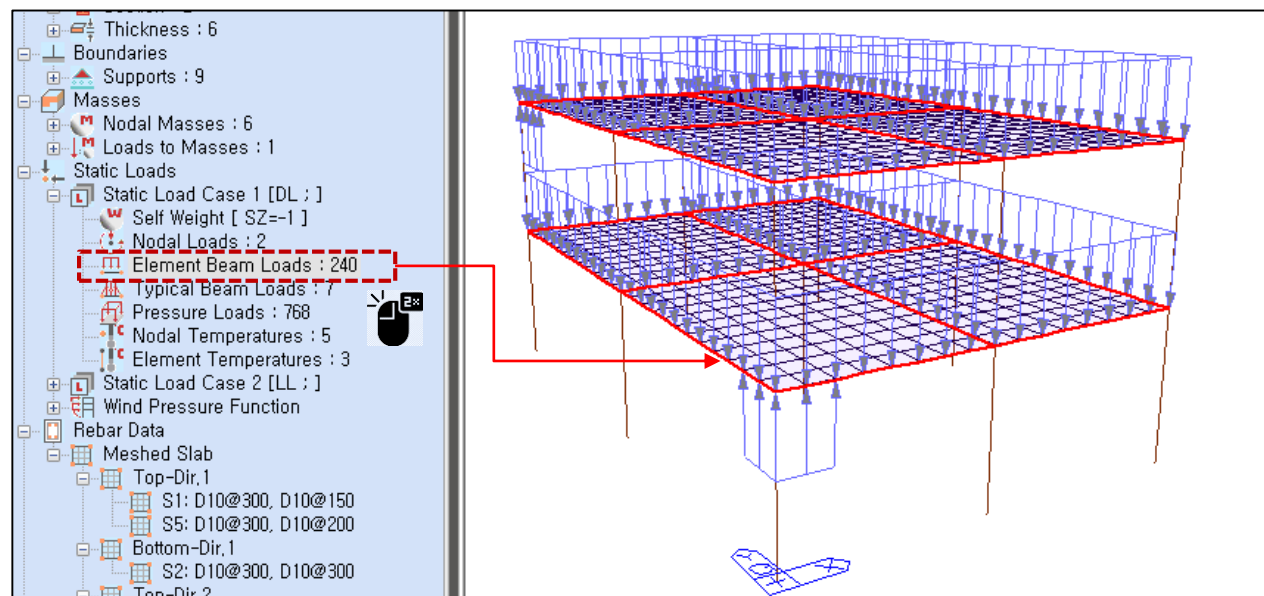 Thickness : 6
Boundaries
Supports : 9
Masses
Nodal Masses : 6
Loads to Masses : 1
Static Loads
Static Load Case 1 [DL ; ]
Self Weight [ SZ=-1 ]
Nodal Loads : 2
Element Beam Loads : 240
Typical Beam Loads : 7
Pressure Loads : 768
Nodal Temperatures : 5
Element Temperatures : 3
Static Load Case 2 [LL ; ]
Wind Pressure Function
Rebar Data
Meshed Slab
Top-Dir,1
S1: D10@300, D10@150
S5: D10@300, D10@200
Bottom-Dir,1
S2: D10@300, D10@300
Top-Dir,2
2×